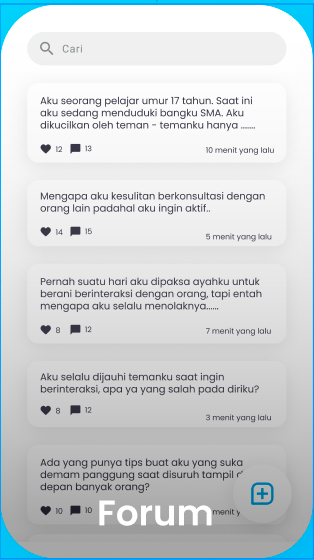 Cari
Aku seorang pelajar umur 17 tahun. Saat ini
aku sedang menduduki bangku SMA. Aku
dikucilkan oleh teman - temanku hanya .......
12 13 10 menit yang lalu
Mengapa aku kesulitan berkonsultasi dengan
orang lain padahal aku ingin aktif..
14 15 5 menit yang lalu
Pernah suatu hari aku dipaksa ayahku untuk
berani berinteraksi dengan orang, tapi entah
mengapa aku selalu menolaknya......
8 12 7 menit yang lalu
Aku selalu dijauhi temanku saat ingin
berinteraksi, apa ya yang salah pada diriku?
8 12 3 menit yang lalu
Ada yang punya tips buat aku yang suka
demam panggung saat disuruh tampil
depan banyak orang?
10 10
Forum